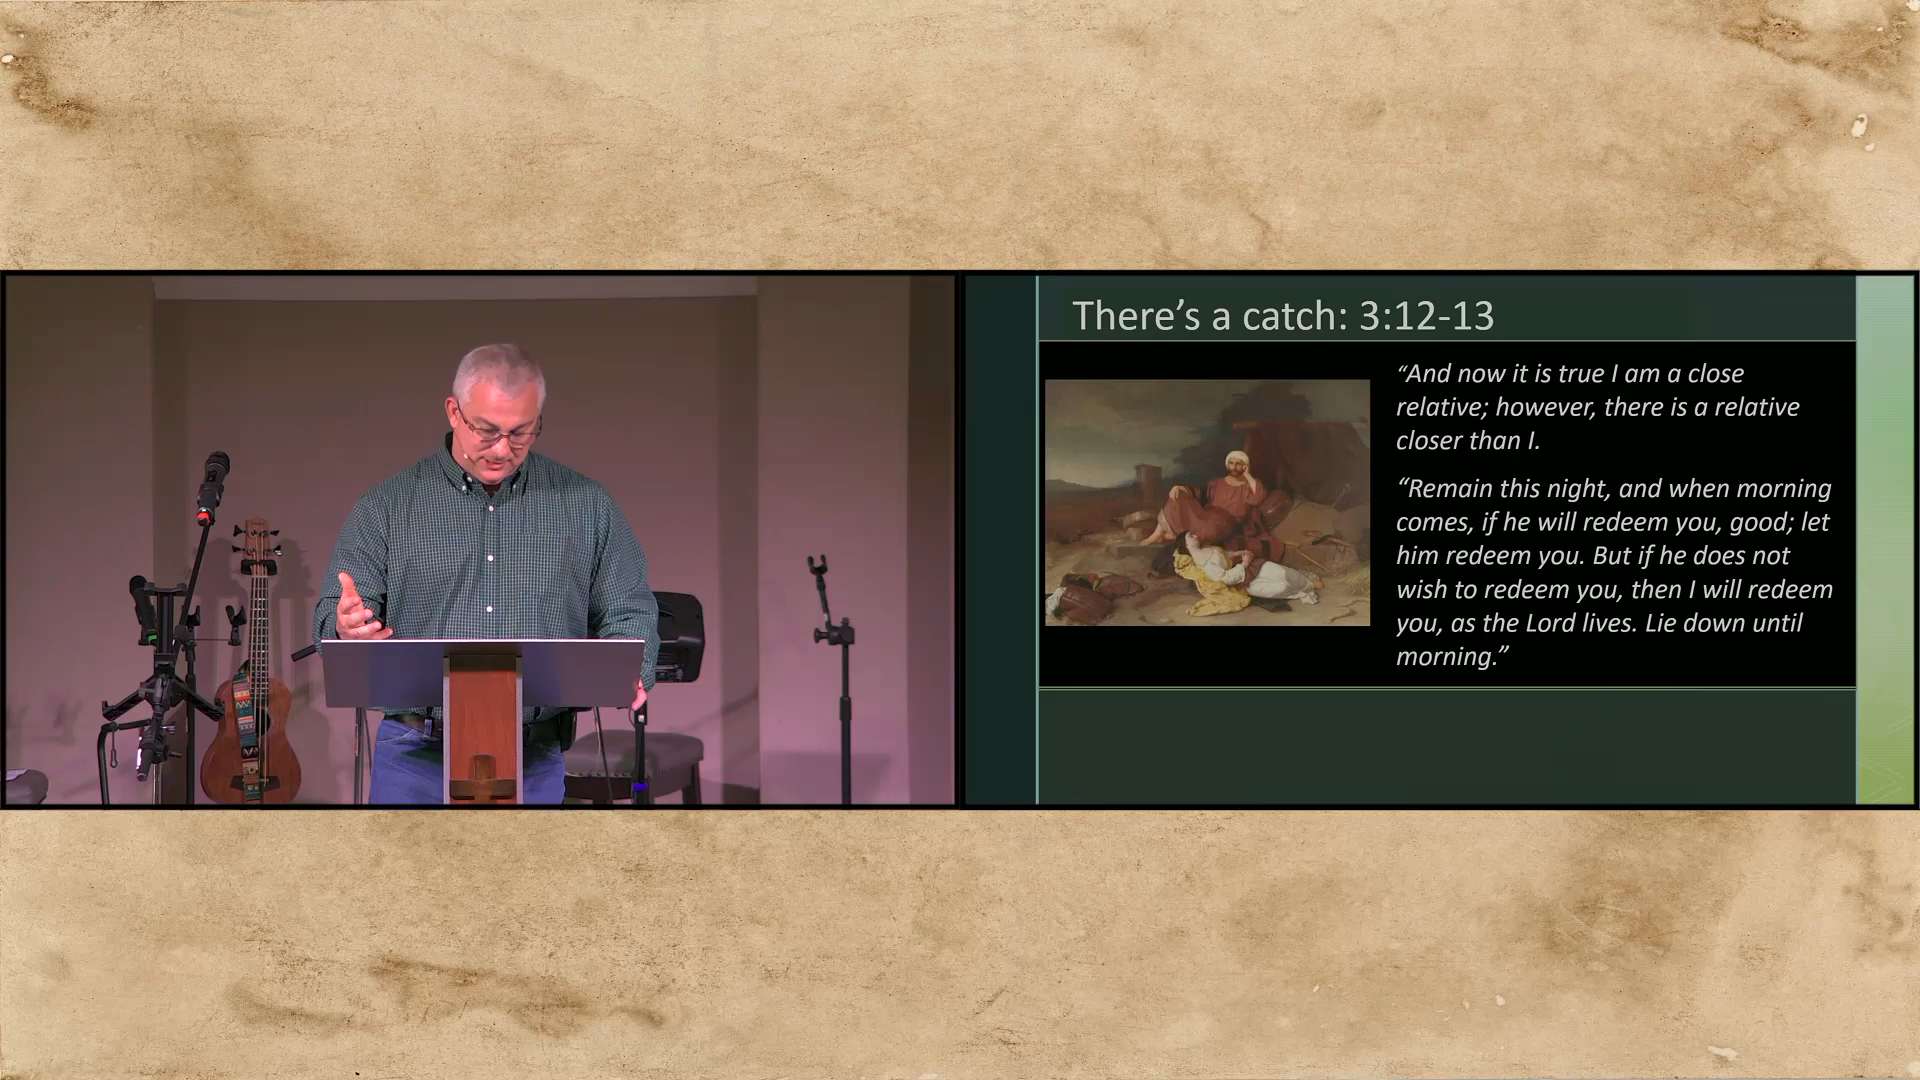 There’s a catch: 3:12-13
“And now it is true I am a close
relative; however, there is a relative
closer than I.
“Remain this night, and when morning
comes, if he will redeem you, good; let
him redeem you. But if he does not
wish to redeem you, then I will redeem
you, as the Lord lives. Lie down until
morning.”